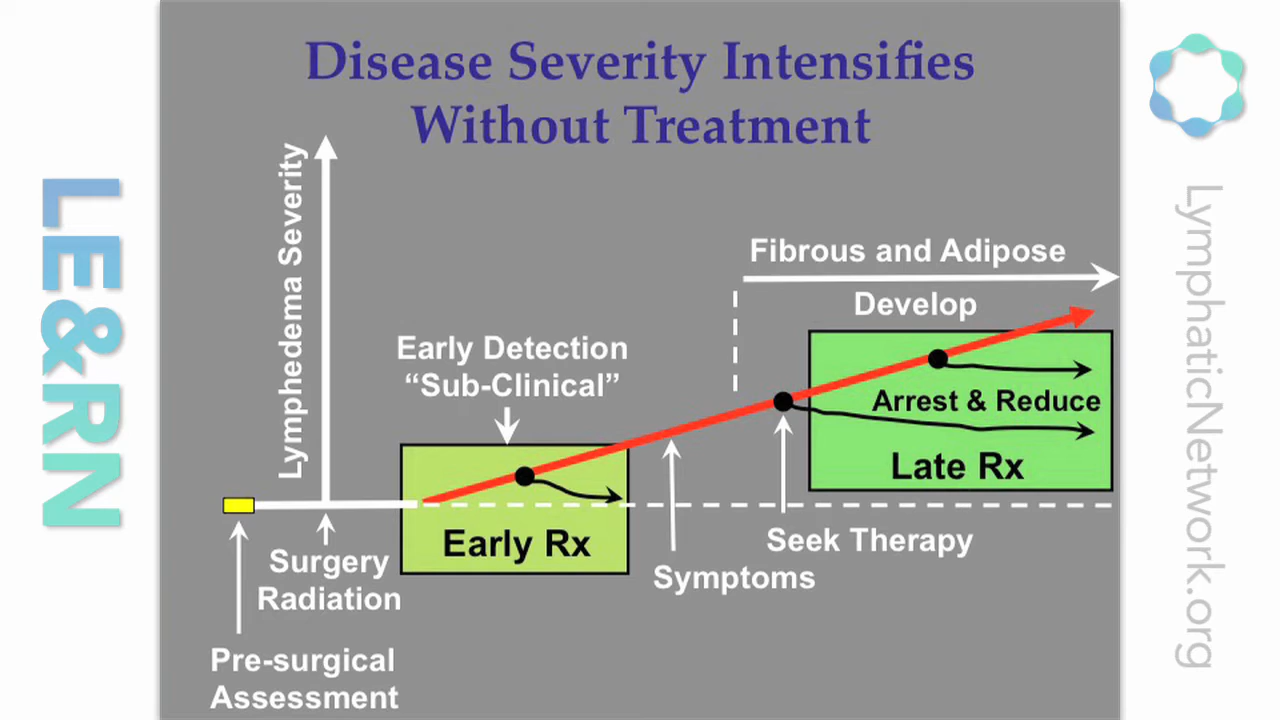 Disease Severity Intensifies
Without Treatment
LE&RN
LymphaticNetwork.org
Lymphedema Severity
Fibrous and Adipose
Develop
Early Detection
“Sub-Clinical”
Arrest & Reduce
Late Rx
Early Rx
Seek Therapy
Symptoms
Surgery
Radiation
Pre-surgical
Assessment